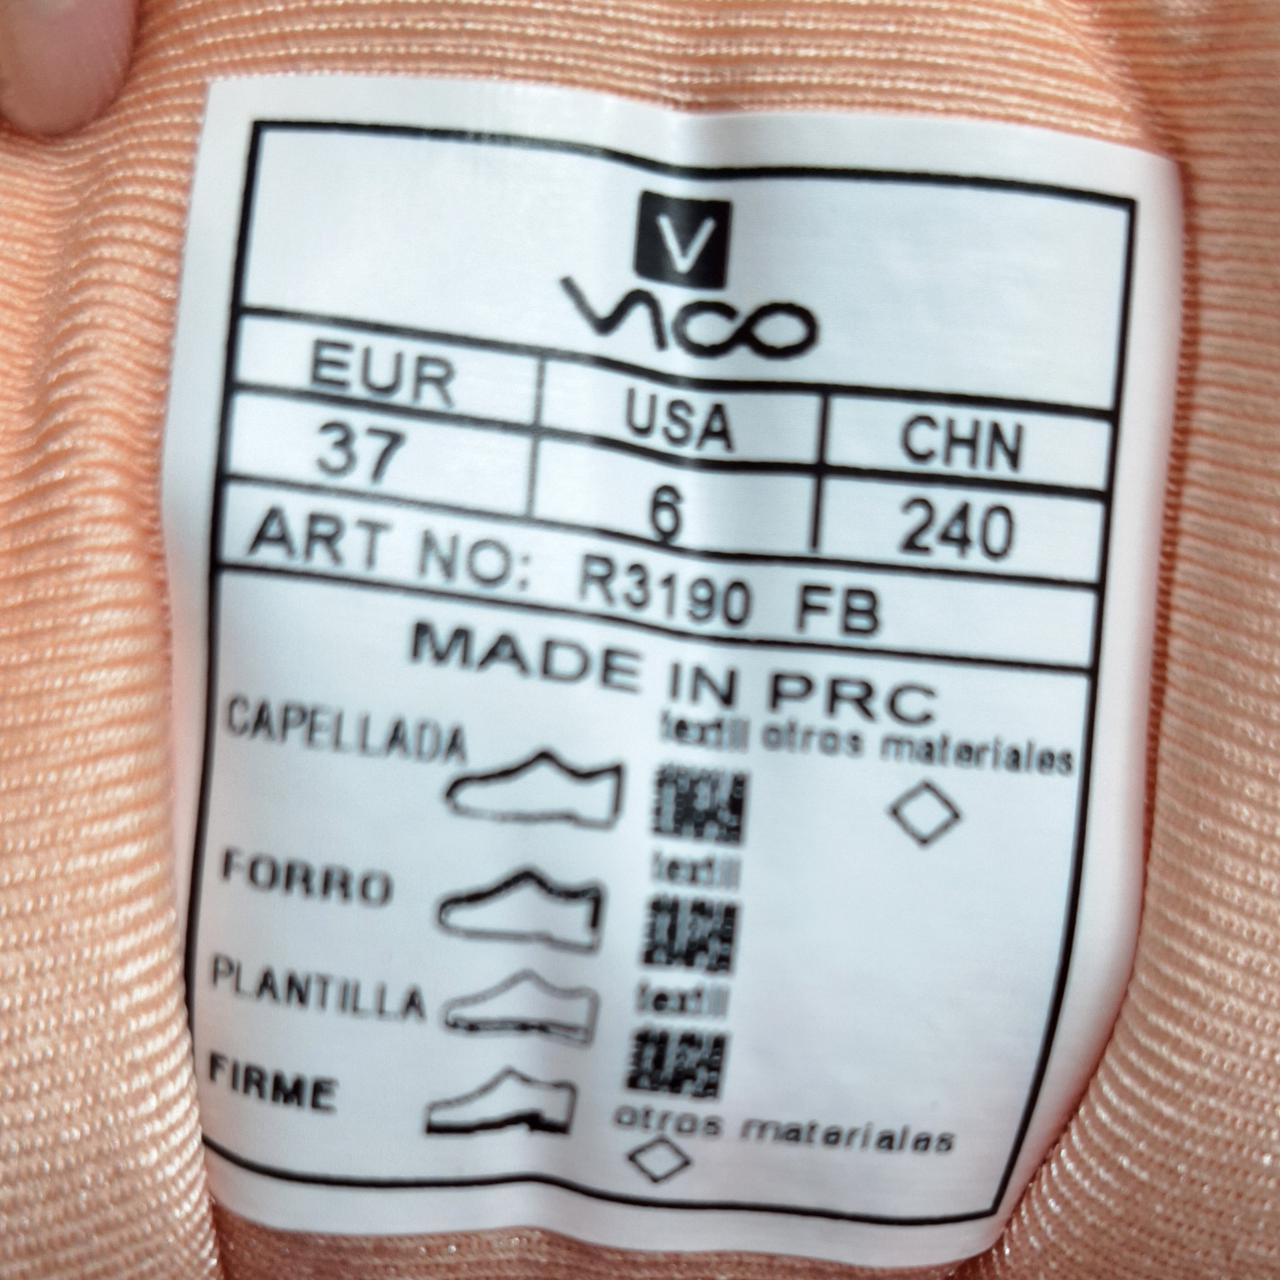 V
vico
EUR USA CHN
37 6 240
ART NO: R3190 FB
MADE IN PRC
CAPELLADA textil otros materiales
FORRO textil
PLANTILLA textil
FIRME otros materiales